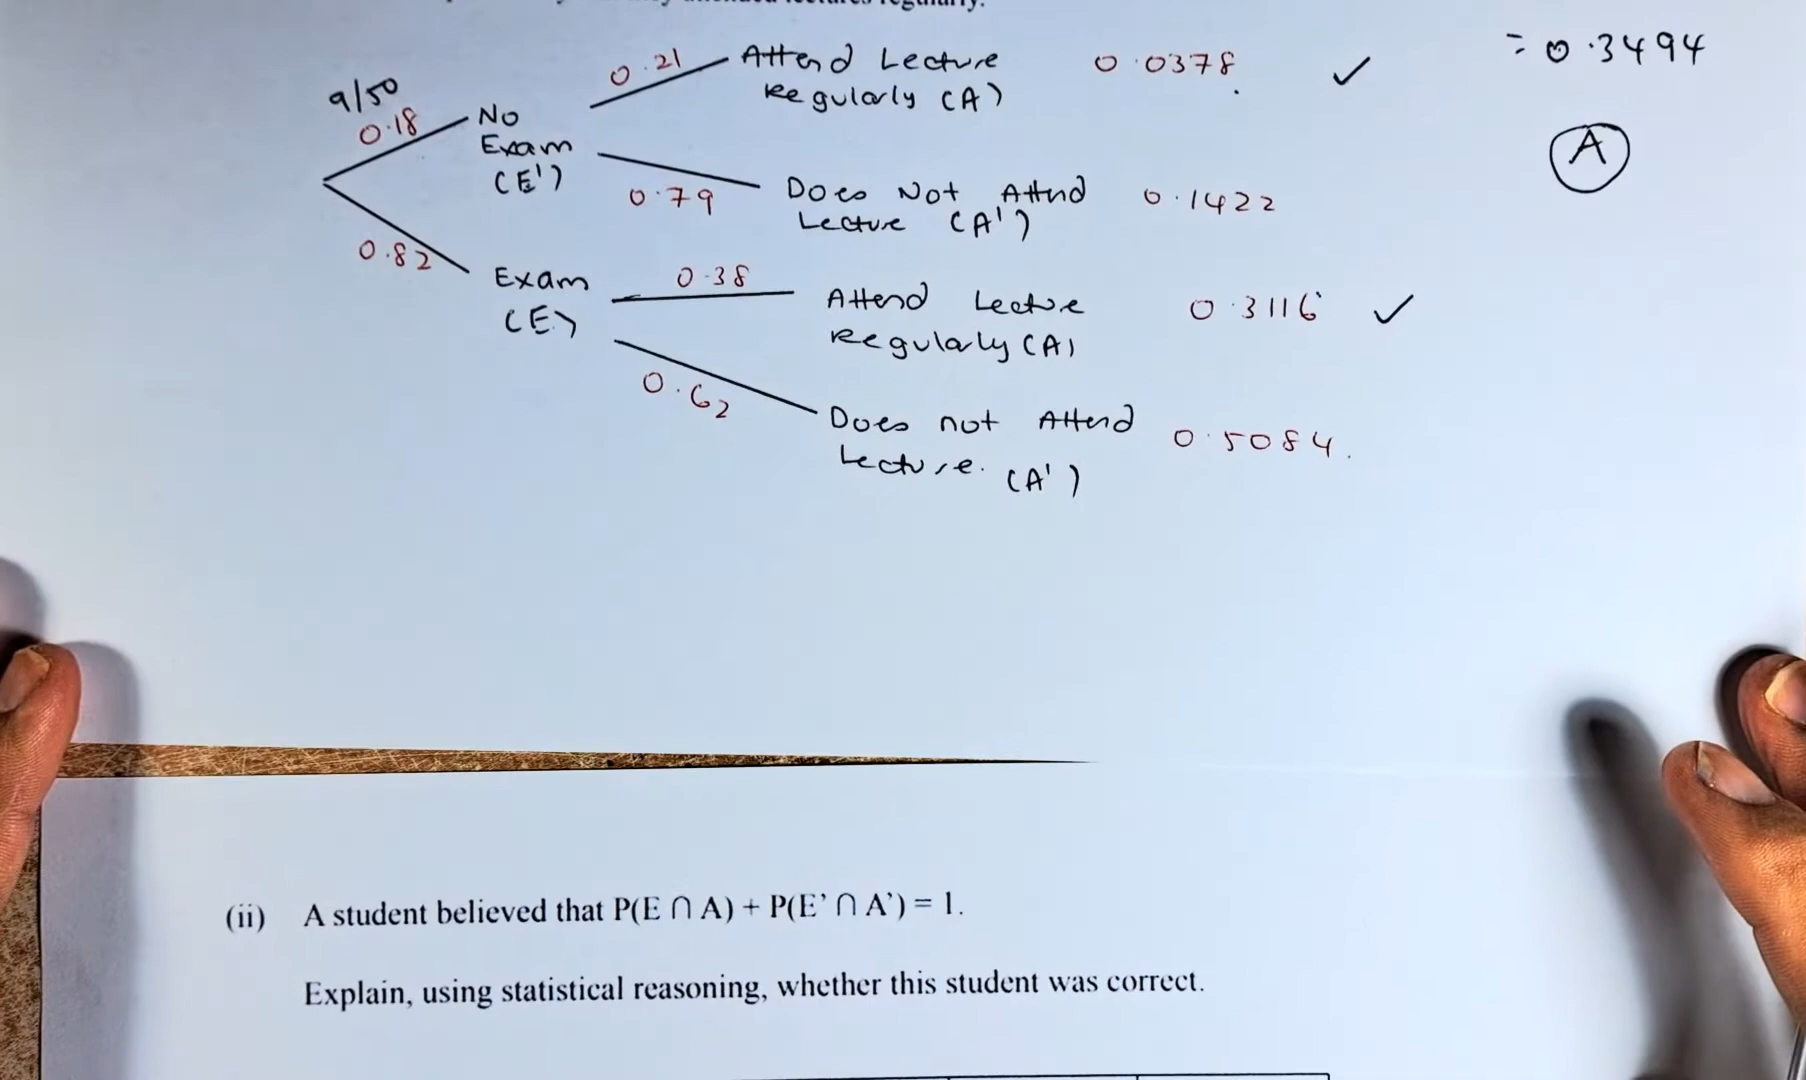 lectures regularly.
= 0.3494
9/50
0.18
No
Exam
(E')
0.21
Attend Lecture
Regularly (A)
0.0378
✓
A
0.79
Does Not Attend
Lecture (A')
0.1422
0.82
Exam
(E)
0.38
Attend Lecture
Regularly (A)
0.3116
✓
0.62
Does not Attend
Lecture. (A')
0.5084.
(ii) A student believed that P(E ∩ A) + P(E’ ∩ A’) = 1.
Explain, using statistical reasoning, whether this student was correct.